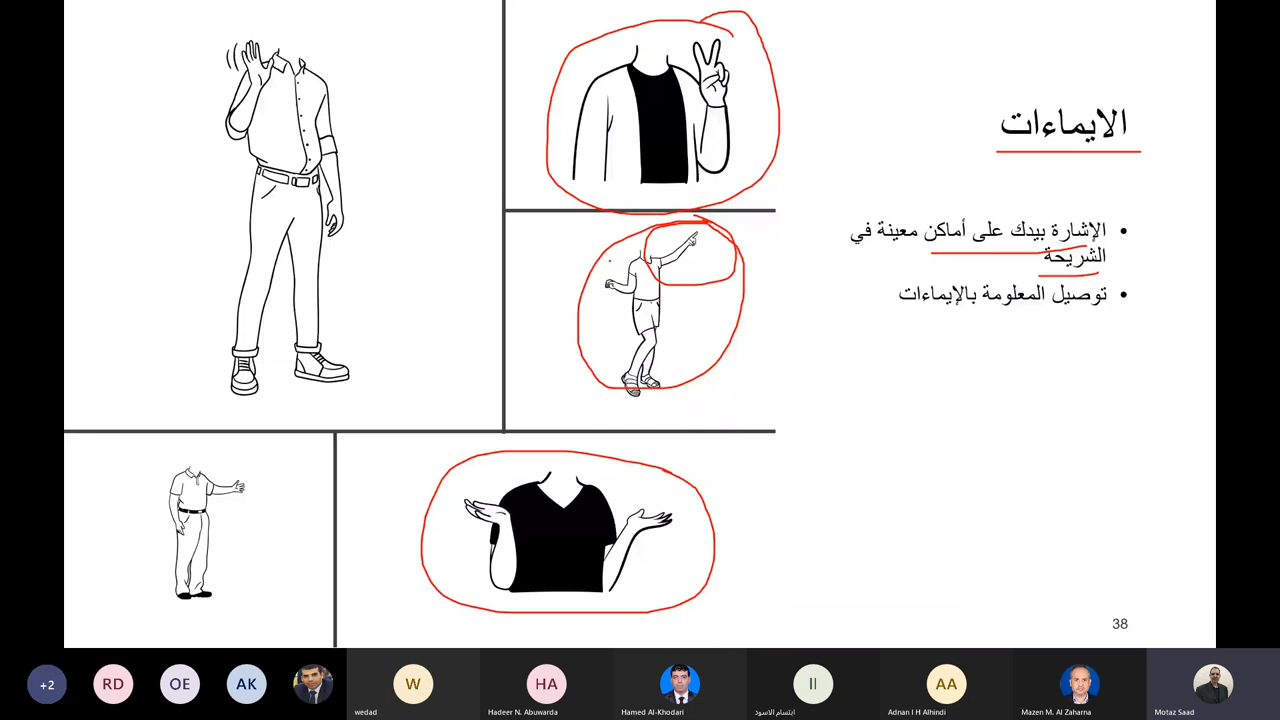 الايماءات
• الإشارة بيدك على أماكن معينة في
الشريحة
• توصيل المعلومة بالإيماءات
38
+2
RD
OE
AK
W
wedad
HA
Hadeer N. Abuwarda
Hamed Al-Khodari
اا
ابتسام الاسود
AA
Adnan I H Alhindi
Mazen M. Al Zaharna
Motaz Saad